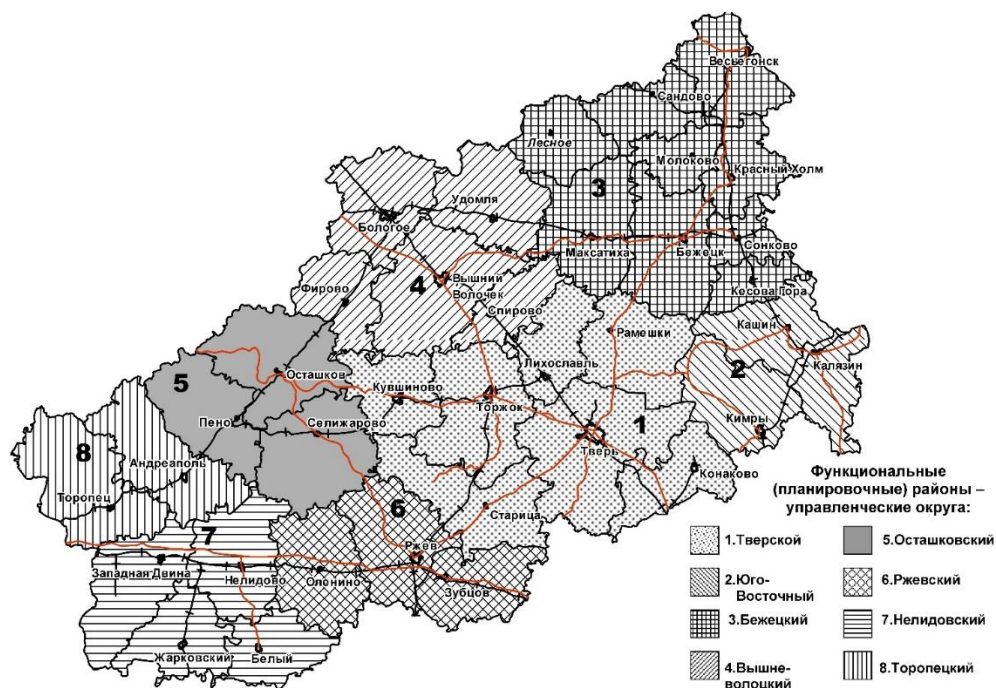 Весьегонск
Сандово
Лесное
Молоково
Красный Холм
3
Удомля
Бологое
Максатиха
Бежецк
Сонково
4
Вышний
Волочек
Кесова Гора
Фирово
Спирово
Кашин
Рамешки
Лихославль
2
Калязин
Осташков
5
Кувшиново
Торжок
Кимры
Пено
Селижарово
1
Тверь
8
Андреаполь
Конаково
Торопец
6
Старица
7
Ржев
Западная Двина
Нелидово
Оленино
Зубцов
Жарковский
Белый
Функциональные
(планировочные) районы –
управленческие округа:
1.Тверской
2.Юго-
Восточный
3.Бежецкий
4.Вышне-
волоцкий
5.Осташковский
6.Ржевский
7.Нелидовский
8.Торопецкий